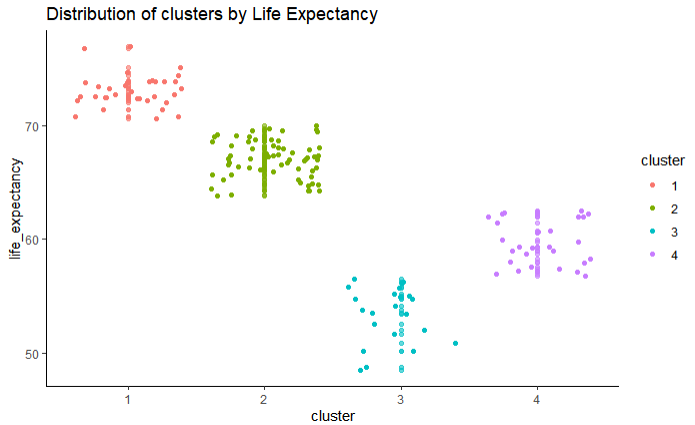 Distribution of clusters by Life Expectancy
life_expectancy
70
60
50
1
2
3
4
cluster
cluster
1
2
3
4